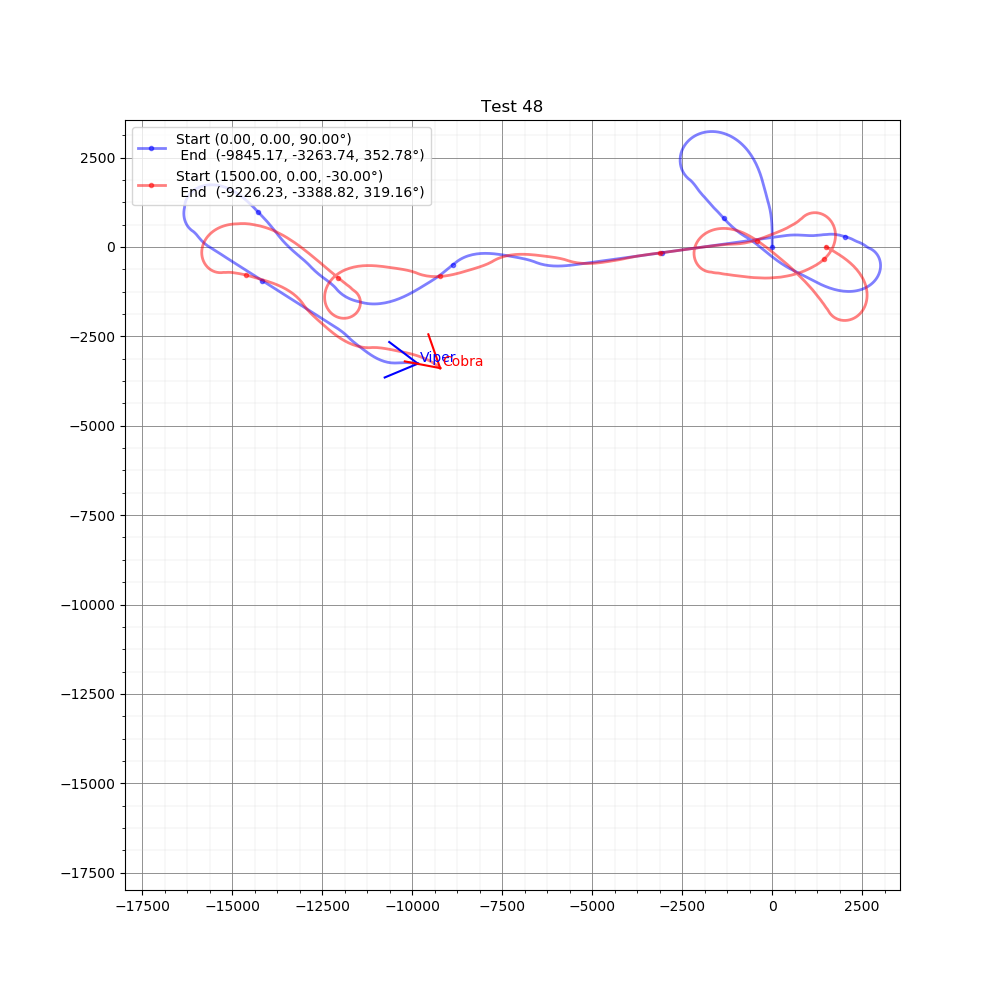 Test 48
Start (0.00, 0.00, 90.00°)
End (-9845.17, -3263.74, 352.78°)
Start (1500.00, 0.00, -30.00°)
End (-9226.23, -3388.82, 319.16°)
2500
0
−2500
−5000
−7500
−10000
−12500
−15000
−17500
Viper
Cobra
−17500 −15000 −12500 −10000 −7500 −5000 −2500 0 2500